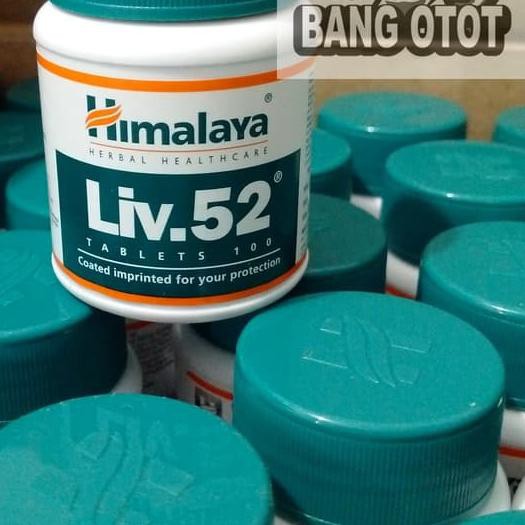 BANG OTOT
Himalaya®
HERBAL HEALTHCARE
Liv.52®
TABLETS 100
Coated imprinted for your protection